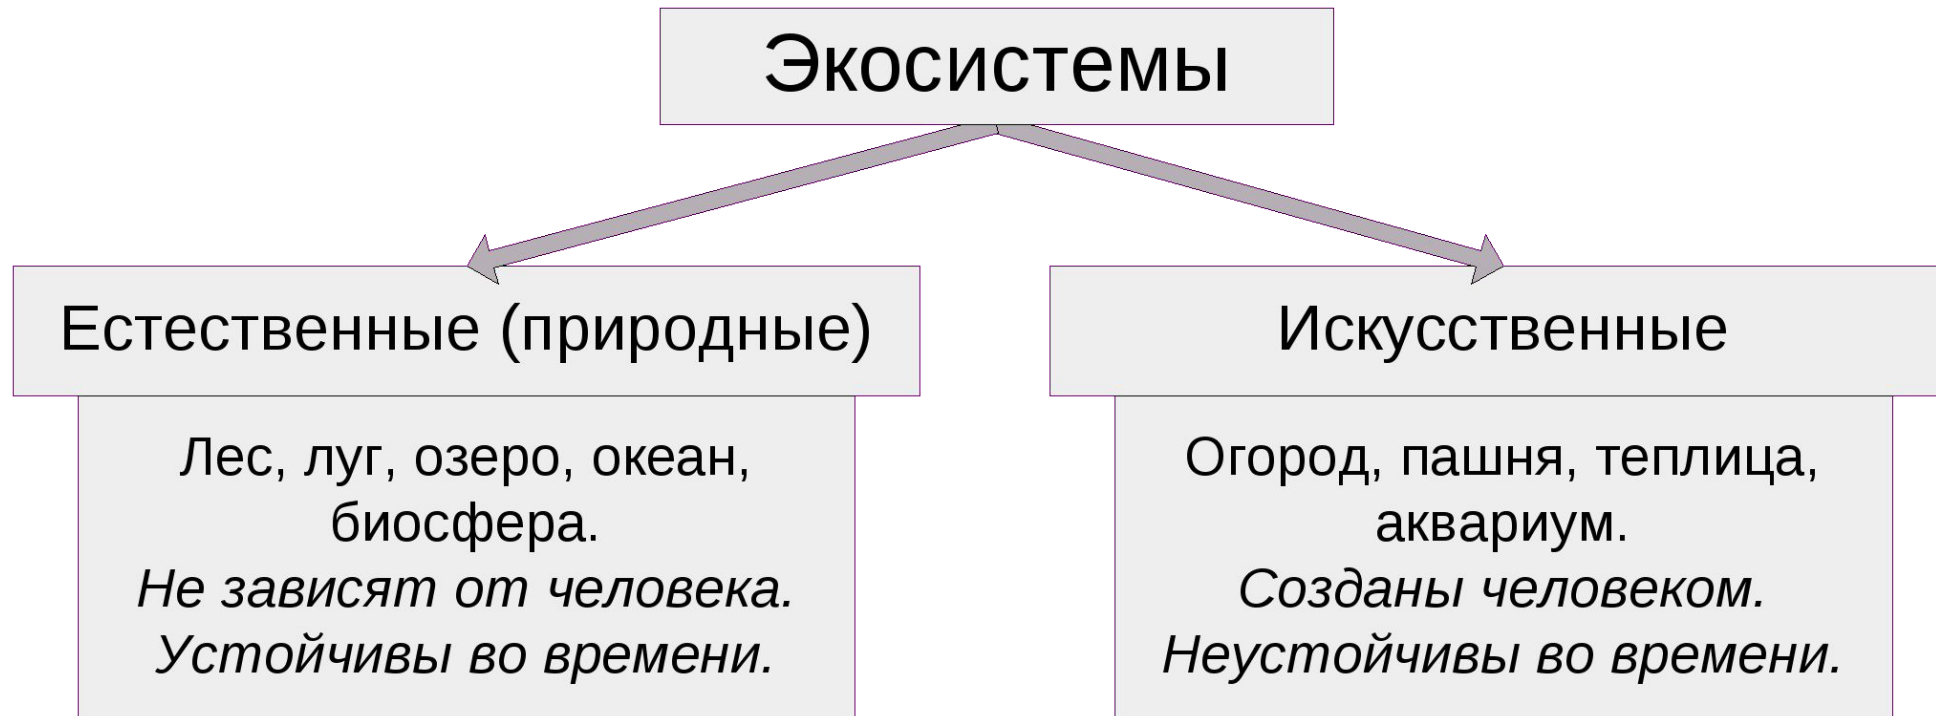 Экосистемы
Естественные (природные)
Лес, луг, озеро, океан,
биосфера.
Не зависят от человека.
Устойчивы во времени.
Искусственные
Огород, пашня, теплица,
аквариум.
Созданы человеком.
Неустойчивы во времени.